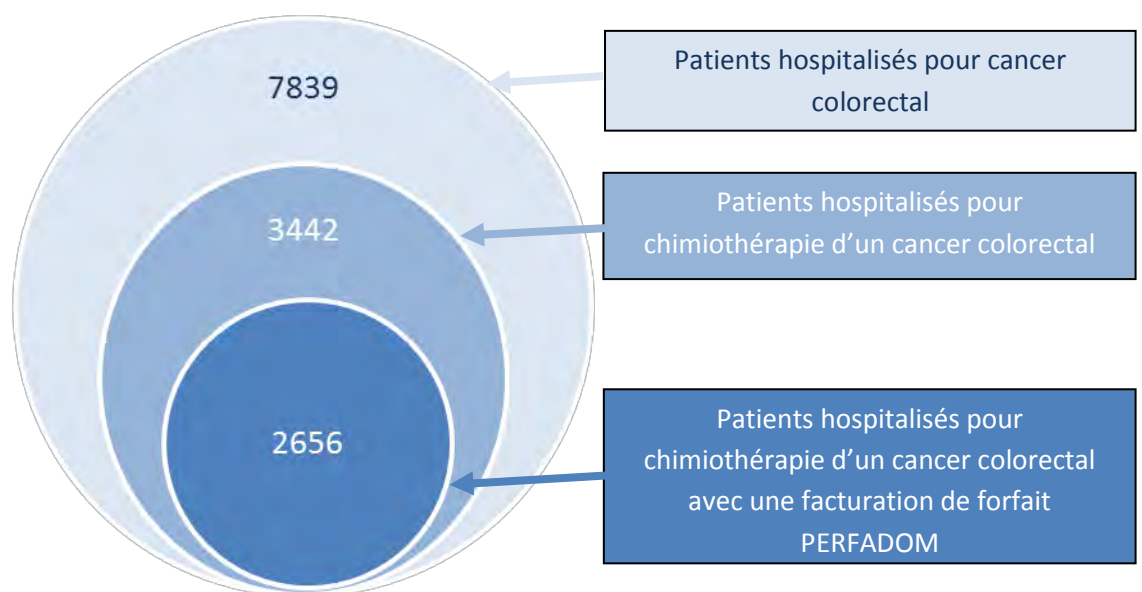 7839
Patients hospitalisés pour cancer
colorectal
3442
Patients hospitalisés pour
chimiothérapie d’un cancer colorectal
2656
Patients hospitalisés pour
chimiothérapie d’un cancer colorectal
avec une facturation de forfait
PERFADOM